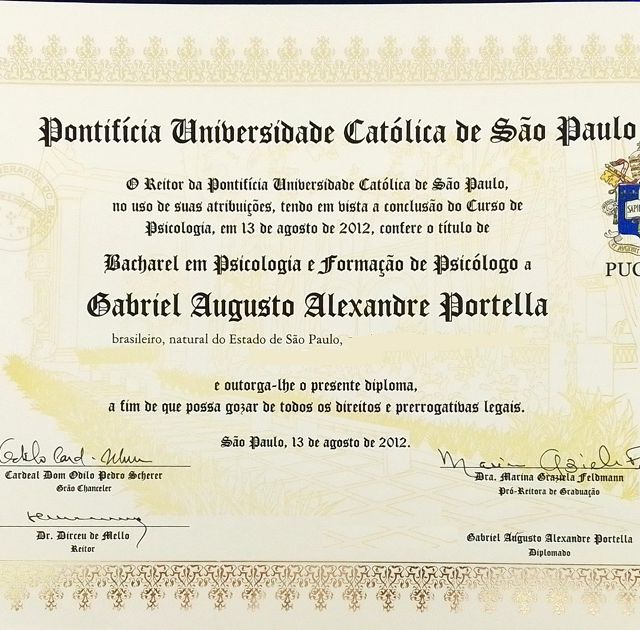 Pontifícia Universidade Católica de São Paulo
O Reitor da Pontifícia Universidade Católica de São Paulo,
no uso de suas atribuições, tendo em vista a conclusão do Curso de
Psicologia, em 13 de agosto de 2012, confere o título de
Bacharel em Psicologia e Formação de Psicólogo a
Gabriel Augusto Alexandre Portella
brasileiro, natural do Estado de São Paulo,
e outorga-lhe o presente diploma,
a fim de que possa gozar de todos os direitos e prerrogativas legais.
São Paulo, 13 de agosto de 2012.
Cardeal Dom Odilo Pedro Scherer
Grão Chanceler
Dra. Marina Graziela Feldmann
Pró-Reitora de Graduação
Dr. Dirceu de Mello
Reitor
Gabriel Augusto Alexandre Portella
Diplomado
PUC